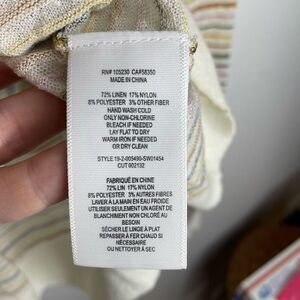 RN# 105230 CA#58350
MADE IN CHINA
72% LINEN 17% NYLON
8% POLYESTER 3% OTHER FIBER
HAND WASH COLD
ONLY NON-CHLORINE
BLEACH IF NEEDED
LAY FLAT TO DRY
WARM IRON IF NEEDED
OR DRY CLEAN
STYLE 19-2-005490-SW01454
CUT 002132
FABRIQUÉ EN CHINE
72% LIN 17% NYLON
8% POLYESTER 3% AUTRES FIBRES
LAVER À LA MAIN EN EAU FROIDE
UTILISER SEULEMENT UN AGENT DE
BLANCHIMENT NON CHLORÉ AU
BESOIN
SÉCHER LE LINGE À PLAT
REPASSER À FER CHAUD SI
NÉCESSAIRE
OU NETTOYER À SEC